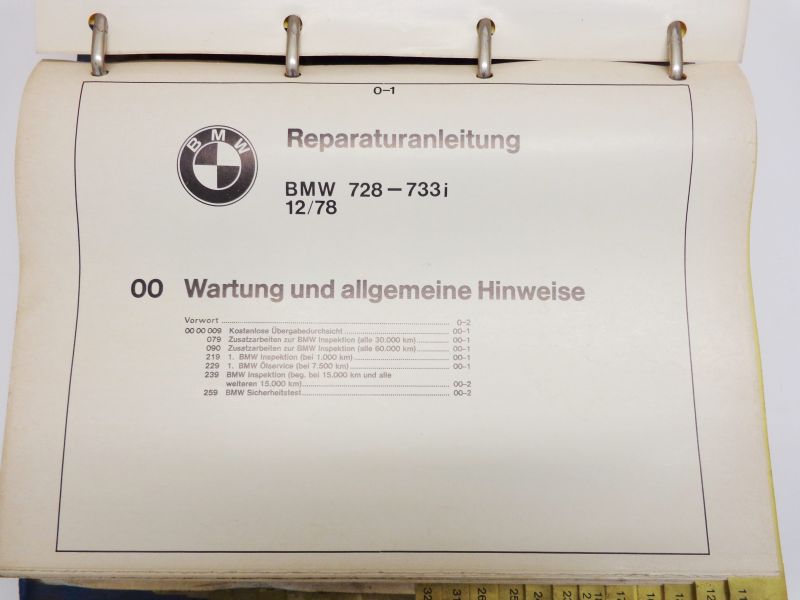 0-1
BMW
Reparaturanleitung
BMW 728 – 733i
12/78
00 Wartung und allgemeine Hinweise
Vorwort ........ 0-2
00 00 009 Kostenlose Übergabedurchsicht ........ 00-1
079 Zusatzarbeiten zur BMW Inspektion (alle 30.000 km) ........ 00-1
090 Zusatzarbeiten zur BMW Inspektion (alle 60.000 km) ........ 00-1
219 1. BMW Inspektion (bei 1.000 km) ........ 00-1
229 1. BMW Ölservice (bei 7.500 km) ........ 00-1
239 BMW Inspektion (beg. bei 15.000 km und alle
weiteren 15.000 km) ........ 00-2
259 BMW Sicherheitstest ........ 00-2